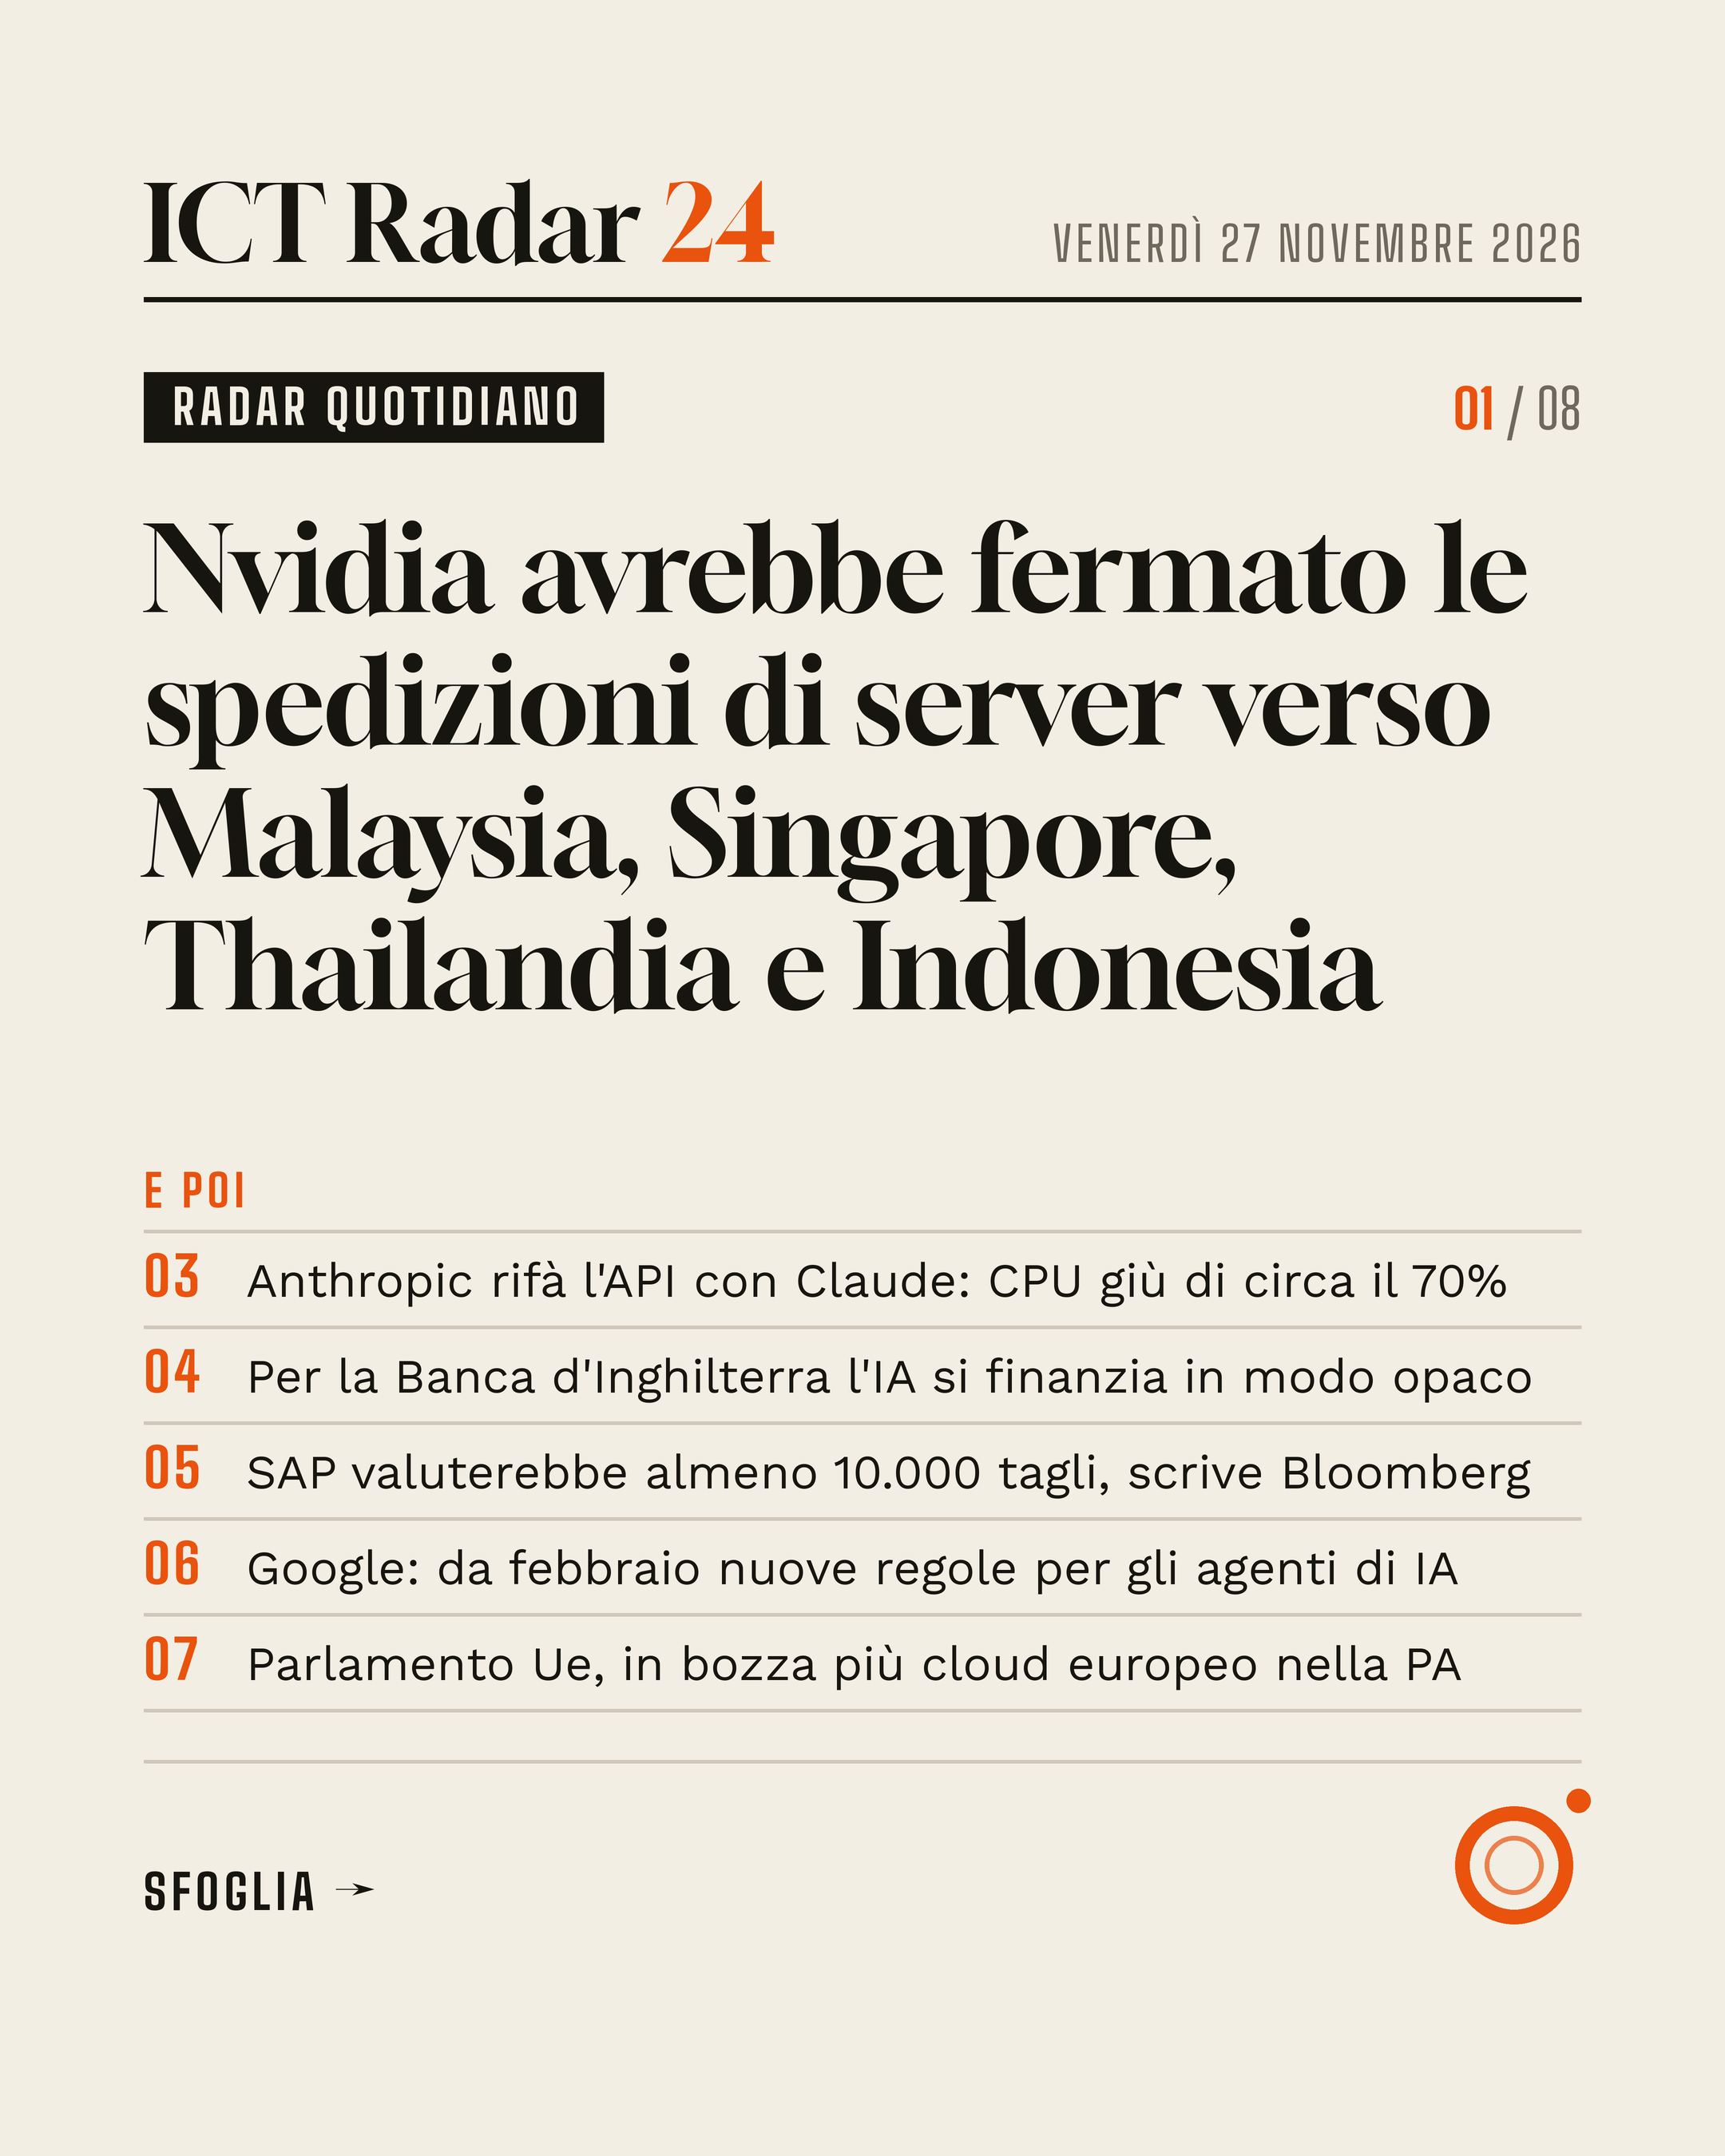 ICT Radar 24
VENERDÌ 27 NOVEMBRE 2026
RADAR QUOTIDIANO
01 / 08
Nvidia avrebbe fermato le
spedizioni di server verso
Malaysia, Singapore,
Thailandia e Indonesia
E POI
03 Anthropic rifà l'API con Claude: CPU giù di circa il 70%
04 Per la Banca d'Inghilterra l'IA si finanzia in modo opaco
05 SAP valuterebbe almeno 10.000 tagli, scrive Bloomberg
06 Google: da febbraio nuove regole per gli agenti di IA
07 Parlamento Ue, in bozza più cloud europeo nella PA
SFOGLIA →